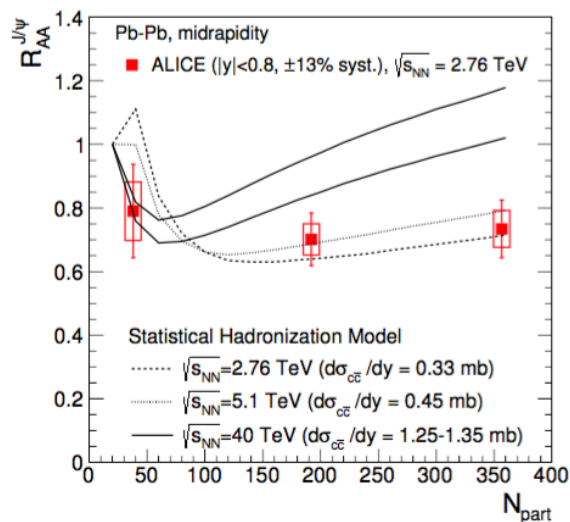 R_AA^J/ψ
1.4
1.2
1
0.8
0.6
0.4
0.2
0
Pb-Pb, midrapidity
ALICE (|y|<0.8, ±13% syst.), √s_NN = 2.76 TeV
Statistical Hadronization Model
√s_NN=2.76 TeV (dσ_cc̄ /dy = 0.33 mb)
√s_NN=5.1 TeV (dσ_cc̄ /dy = 0.45 mb)
√s_NN=40 TeV (dσ_cc̄ /dy = 1.25-1.35 mb)
0 50 100 150 200 250 300 350 400
N_part